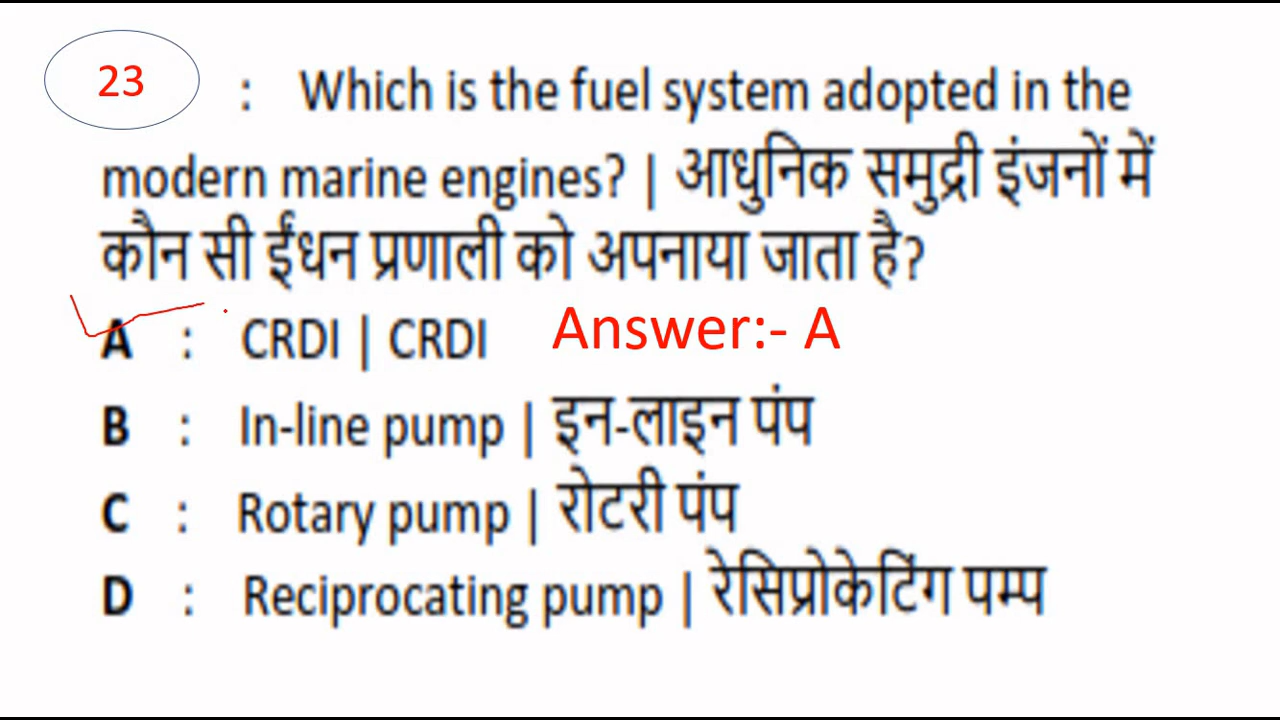 23 : Which is the fuel system adopted in the
modern marine engines? | आधुनिक समुद्री इंजनों में
कौन सी ईंधन प्रणाली को अपनाया जाता है?
A : CRDI | CRDI Answer:- A
B : In-line pump | इन-लाइन पंप
C : Rotary pump | रोटरी पंप
D : Reciprocating pump | रेसिप्रोकेटिंग पम्प